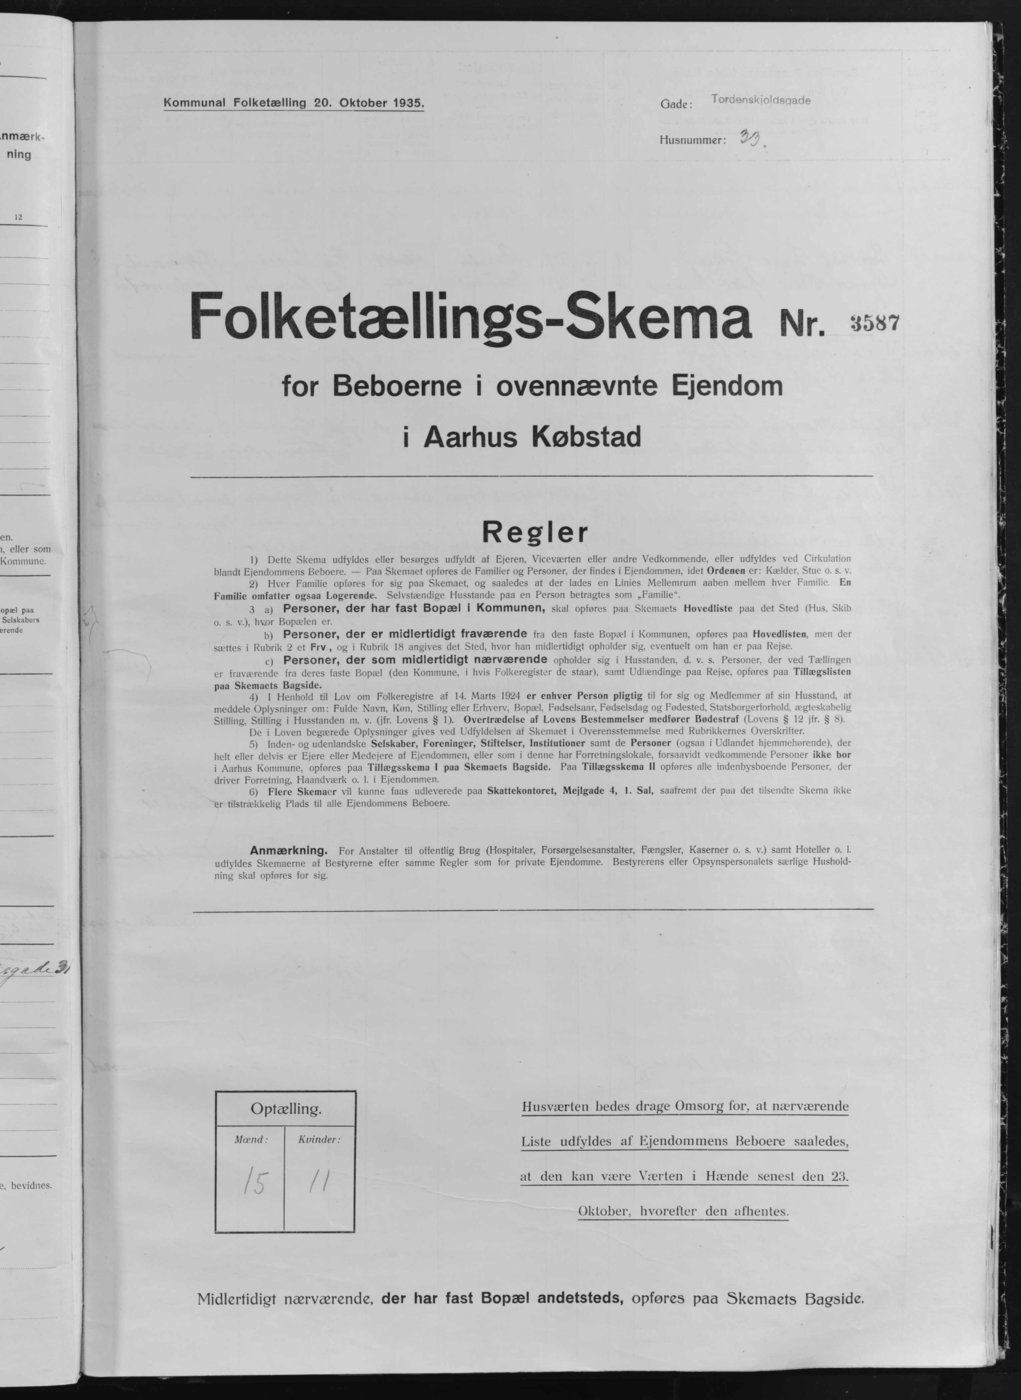 nmærk-
ning
12
en.
, eller som
Kommune.
opæl paa
Selskabers
ærende
gade 31
e, bevidnes.
Kommunal Folketælling 20. Oktober 1935.
Gade: Tordenskjoldsgade
Husnummer: 33.
Folketællings-Skema Nr. 3587
for Beboerne i ovennævnte Ejendom
i Aarhus Købstad
Regler
1) Dette Skema udfyldes eller besørges udfyldt af Ejeren, Viceværten eller andre Vedkommende, eller udfyldes ved Cirkulation
blandt Ejendommens Beboere. — Paa Skemaet opføres de Familier og Personer, der findes i Ejendommen, idet Ordenen er: Kælder, Stue o. s. v.
2) Hver Familie opføres for sig paa Skemaet, og saaledes at der lades en Linies Mellemrum aaben mellem hver Familie. En
Familie omfatter ogsaa Logerende. Selvstændige Husstande paa en Person betragtes som „Familie“.
3 a) Personer, der har fast Bopæl i Kommunen, skal opføres paa Skemaets Hovedliste paa det Sted (Hus, Skib
o. s. v.), hvor Bopælen er.
b) Personer, der er midlertidigt fraværende fra den faste Bopæl i Kommunen, opføres paa Hovedlisten, men der
sættes i Rubrik 2 et Frv., og i Rubrik 18 angives det Sted, hvor han midlertidigt opholder sig, eventuelt om han er paa Rejse.
c) Personer, der som midlertidigt nærværende opholder sig i Husstanden, d. v. s. Personer, der ved Tællingen
er fraværende fra deres faste Bopæl (den Kommune, i hvis Folkeregister de staar), samt Udlændinge paa Rejse, opføres paa Tillægslisten
paa Skemaets Bagside.
4) I Henhold til Lov om Folkeregistre af 14. Marts 1924 er enhver Person pligtig til for sig og Medlemmer af sin Husstand, at
meddele Oplysninger om: Fulde Navn, Køn, Stilling eller Erhverv, Bopæl, Fødselsaar, Fødselsdag og Fødested, Statsborgerforhold, ægteskabelig
Stilling, Stilling i Husstanden m. v. (jfr. Lovens § 1). Overtrædelse af Lovens Bestemmelser medfører Bødestraf (Lovens § 12 jfr. § 8).
De i Loven begærede Oplysninger gives ved Udfyldelsen af Skemaet i Overensstemmelse med Rubrikkernes Overskrifter.
5) Inden- og udenlandske Selskaber, Foreninger, Stiftelser, Institutioner samt de Personer (ogsaa i Udlandet hjemmehørende), der
helt eller delvis er Ejere eller Medejere af Ejendommen, eller som i denne har Forretningslokale, forsaavidt vedkommende Personer ikke bor
i Aarhus Kommune, opføres paa Tillægsskema I paa Skemaets Bagside. Paa Tillægsskema II opføres alle indenbysboende Personer, der
driver Forretning, Haandværk o. l. i Ejendommen.
6) Flere Skemaer vil kunne faas udleverede paa Skattekontoret, Mejlgade 4, 1. Sal, saafremt der paa det tilsendte Skema ikke
er tilstrækkelig Plads til alle Ejendommens Beboere.
Anmærkning. For Anstalter til offentlig Brug (Hospitaler, Forsørgelsesanstalter, Fængsler, Kaserner o. s. v.) samt Hoteller o. l.
udfyldes Skemaerne af Bestyrerne efter samme Regler som for private Ejendomme. Bestyrerens eller Opsynspersonalets særlige Hushold-
ning skal opføres for sig.
Optælling.
Mænd: Kvinder:
15 11
Husværten bedes drage Omsorg for, at nærværende
Liste udfyldes af Ejendommens Beboere saaledes,
at den kan være Værten i Hænde senest den 23.
Oktober, hvorefter den afhentes.
Midlertidigt nærværende, der har fast Bopæl andetsteds, opføres paa Skemaets Bagside.